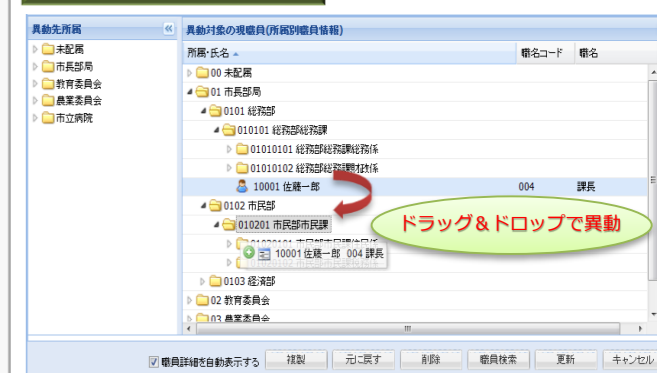 異動先所属
未配属
市長部局
教育委員会
農業委員会
市立病院
異動対象の現職員(所属別職員情報)
所属・氏名 職名コード 職名
00 未配属
01 市長部局
0101 総務部
010101 総務部総務課
01010101 総務部総務課総務係
01010102 総務部総務課財政係
10001 佐藤一郎 004 課長
0102 市民部
010201 市民部市民課
10001 佐藤一郎 004 課長
0103 経済部
02 教育委員会
03 農業委員会
ドラッグ&ドロップで異動
職員詳細を自動表示する 複製 元に戻す 削除 職員検索 更新 キャンセル